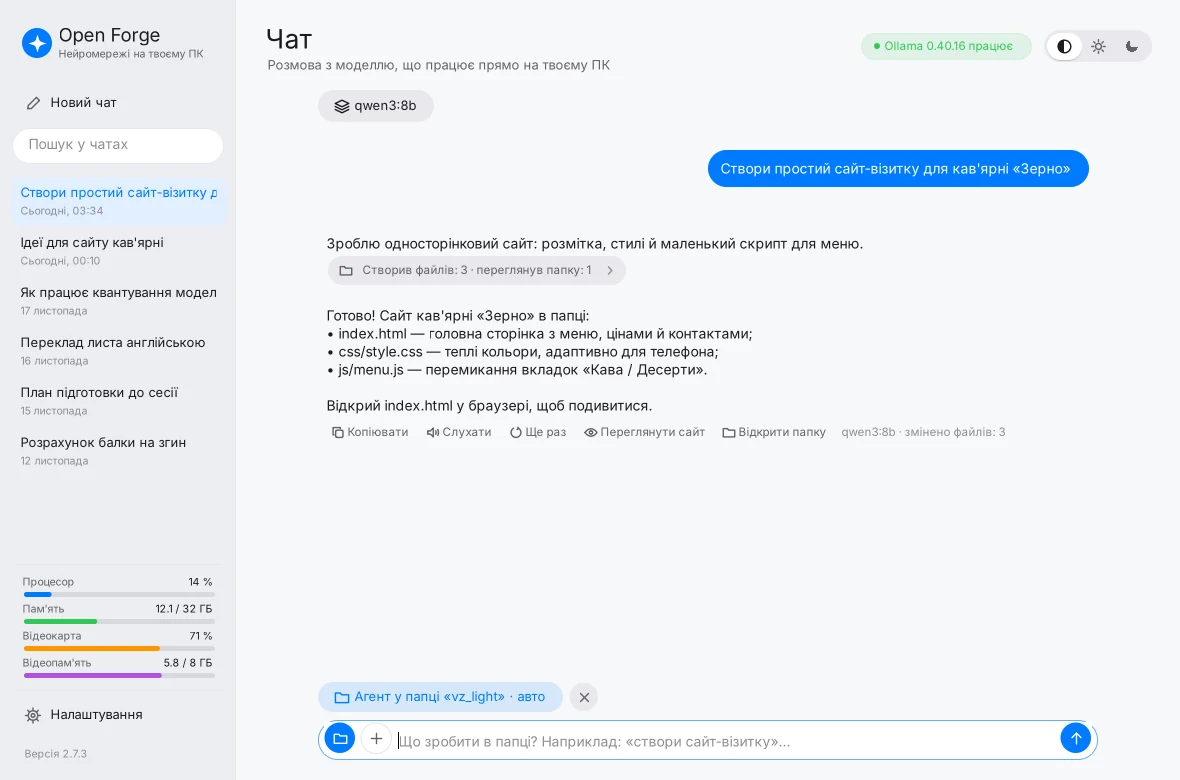 Open Forge
Нейромережі на твоєму ПК
Новий чат
Пошук у чатах
Створи простий сайт-візитку д
Сьогодні, 03:34
Ідеї для сайту кав'ярні
Сьогодні, 00:10
Як працює квантування модел
17 листопада
Переклад листа англійською
16 листопада
План підготовки до сесії
15 листопада
Розрахунок балки на згин
12 листопада
Процесор 14 %
Пам'ять 12.1 / 32 ГБ
Відеокарта 71 %
Відеопам'ять 5.8 / 8 ГБ
Налаштування
Версія 2.7.3
Чат
Розмова з моделлю, що працює прямо на твоєму ПК
Ollama 0.40.16 працює
qwen3:8b
Створи простий сайт-візитку для кав'ярні «Зерно»
Зроблю односторінковий сайт: розмітка, стилі й маленький скрипт для меню.
Створив файлів: 3 · переглянув папку: 1
Готово! Сайт кав'ярні «Зерно» в папці:
• index.html — головна сторінка з меню, цінами й контактами;
• css/style.css — теплі кольори, адаптивно для телефона;
• js/menu.js — перемикання вкладок «Кава / Десерти».
Відкрий index.html у браузері, щоб подивитися.
Копіювати Слухати Ще раз Переглянути сайт Відкрити папку qwen3:8b · змінено файлів: 3
Агент у папці «vz_light» · авто
Що зробити в папці? Наприклад: «створи сайт-візитку»…